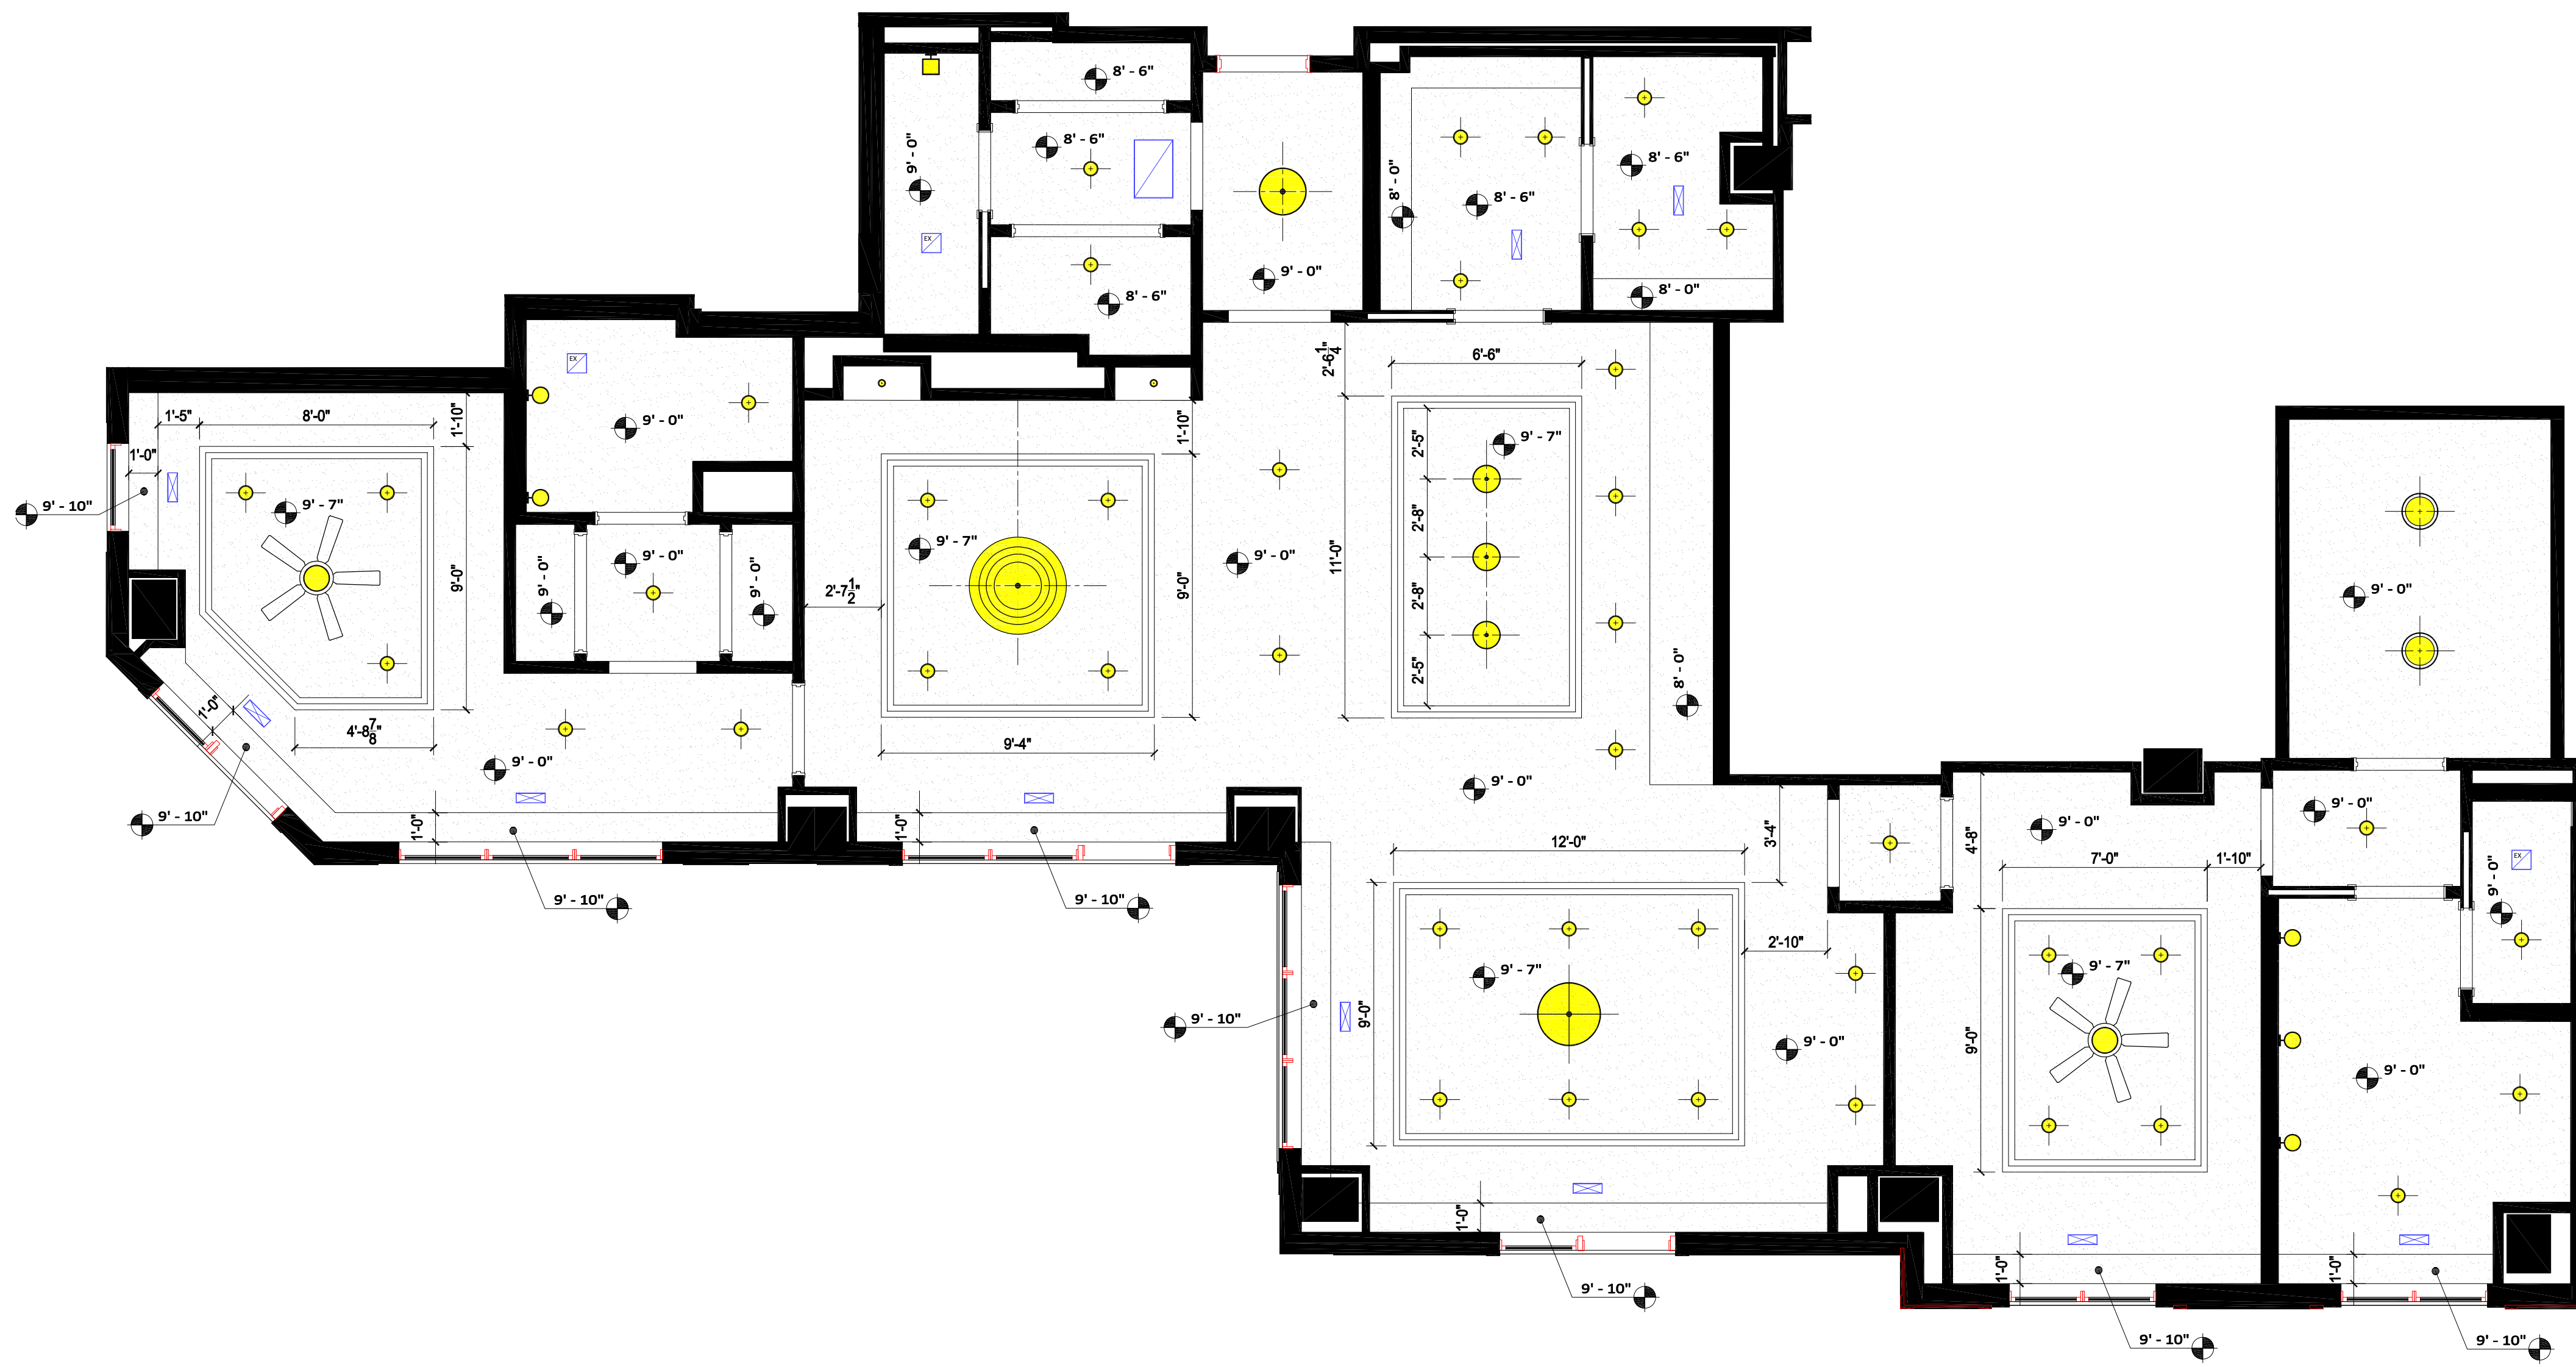 8' - 6"
9' - 0"
8' - 6"
8' - 0"
8' - 6"
8' - 6"
EX
9' - 0"
8' - 6"
8' - 0"
EX
2'-6 1/4"
6'-6"
1'-5"
8'-0"
1'-10"
9' - 0"
1'-10"
2'-5"
9' - 7"
1'-0"
9' - 10"
9' - 7"
9'-0"
9' - 0"
9' - 0"
9' - 0"
2'-7 1/2"
9' - 7"
9'-0"
9' - 0"
11'-0"
2'-8"
2'-8"
2'-5"
8' - 0"
9' - 0"
1'-0"
4'-8 7/8"
9' - 0"
9'-4"
9' - 0"
9' - 10"
1'-0"
1'-0"
12'-0"
3'-4"
9' - 0"
4'-8"
7'-0"
1'-10"
9' - 0"
EX
9' - 0"
9' - 10"
9' - 10"
2'-10"
9' - 7"
9' - 7"
9' - 10"
9'-0"
9' - 0"
9'-0"
9' - 0"
1'-0"
9' - 10"
1'-0"
1'-0"
9' - 10"
9' - 10"